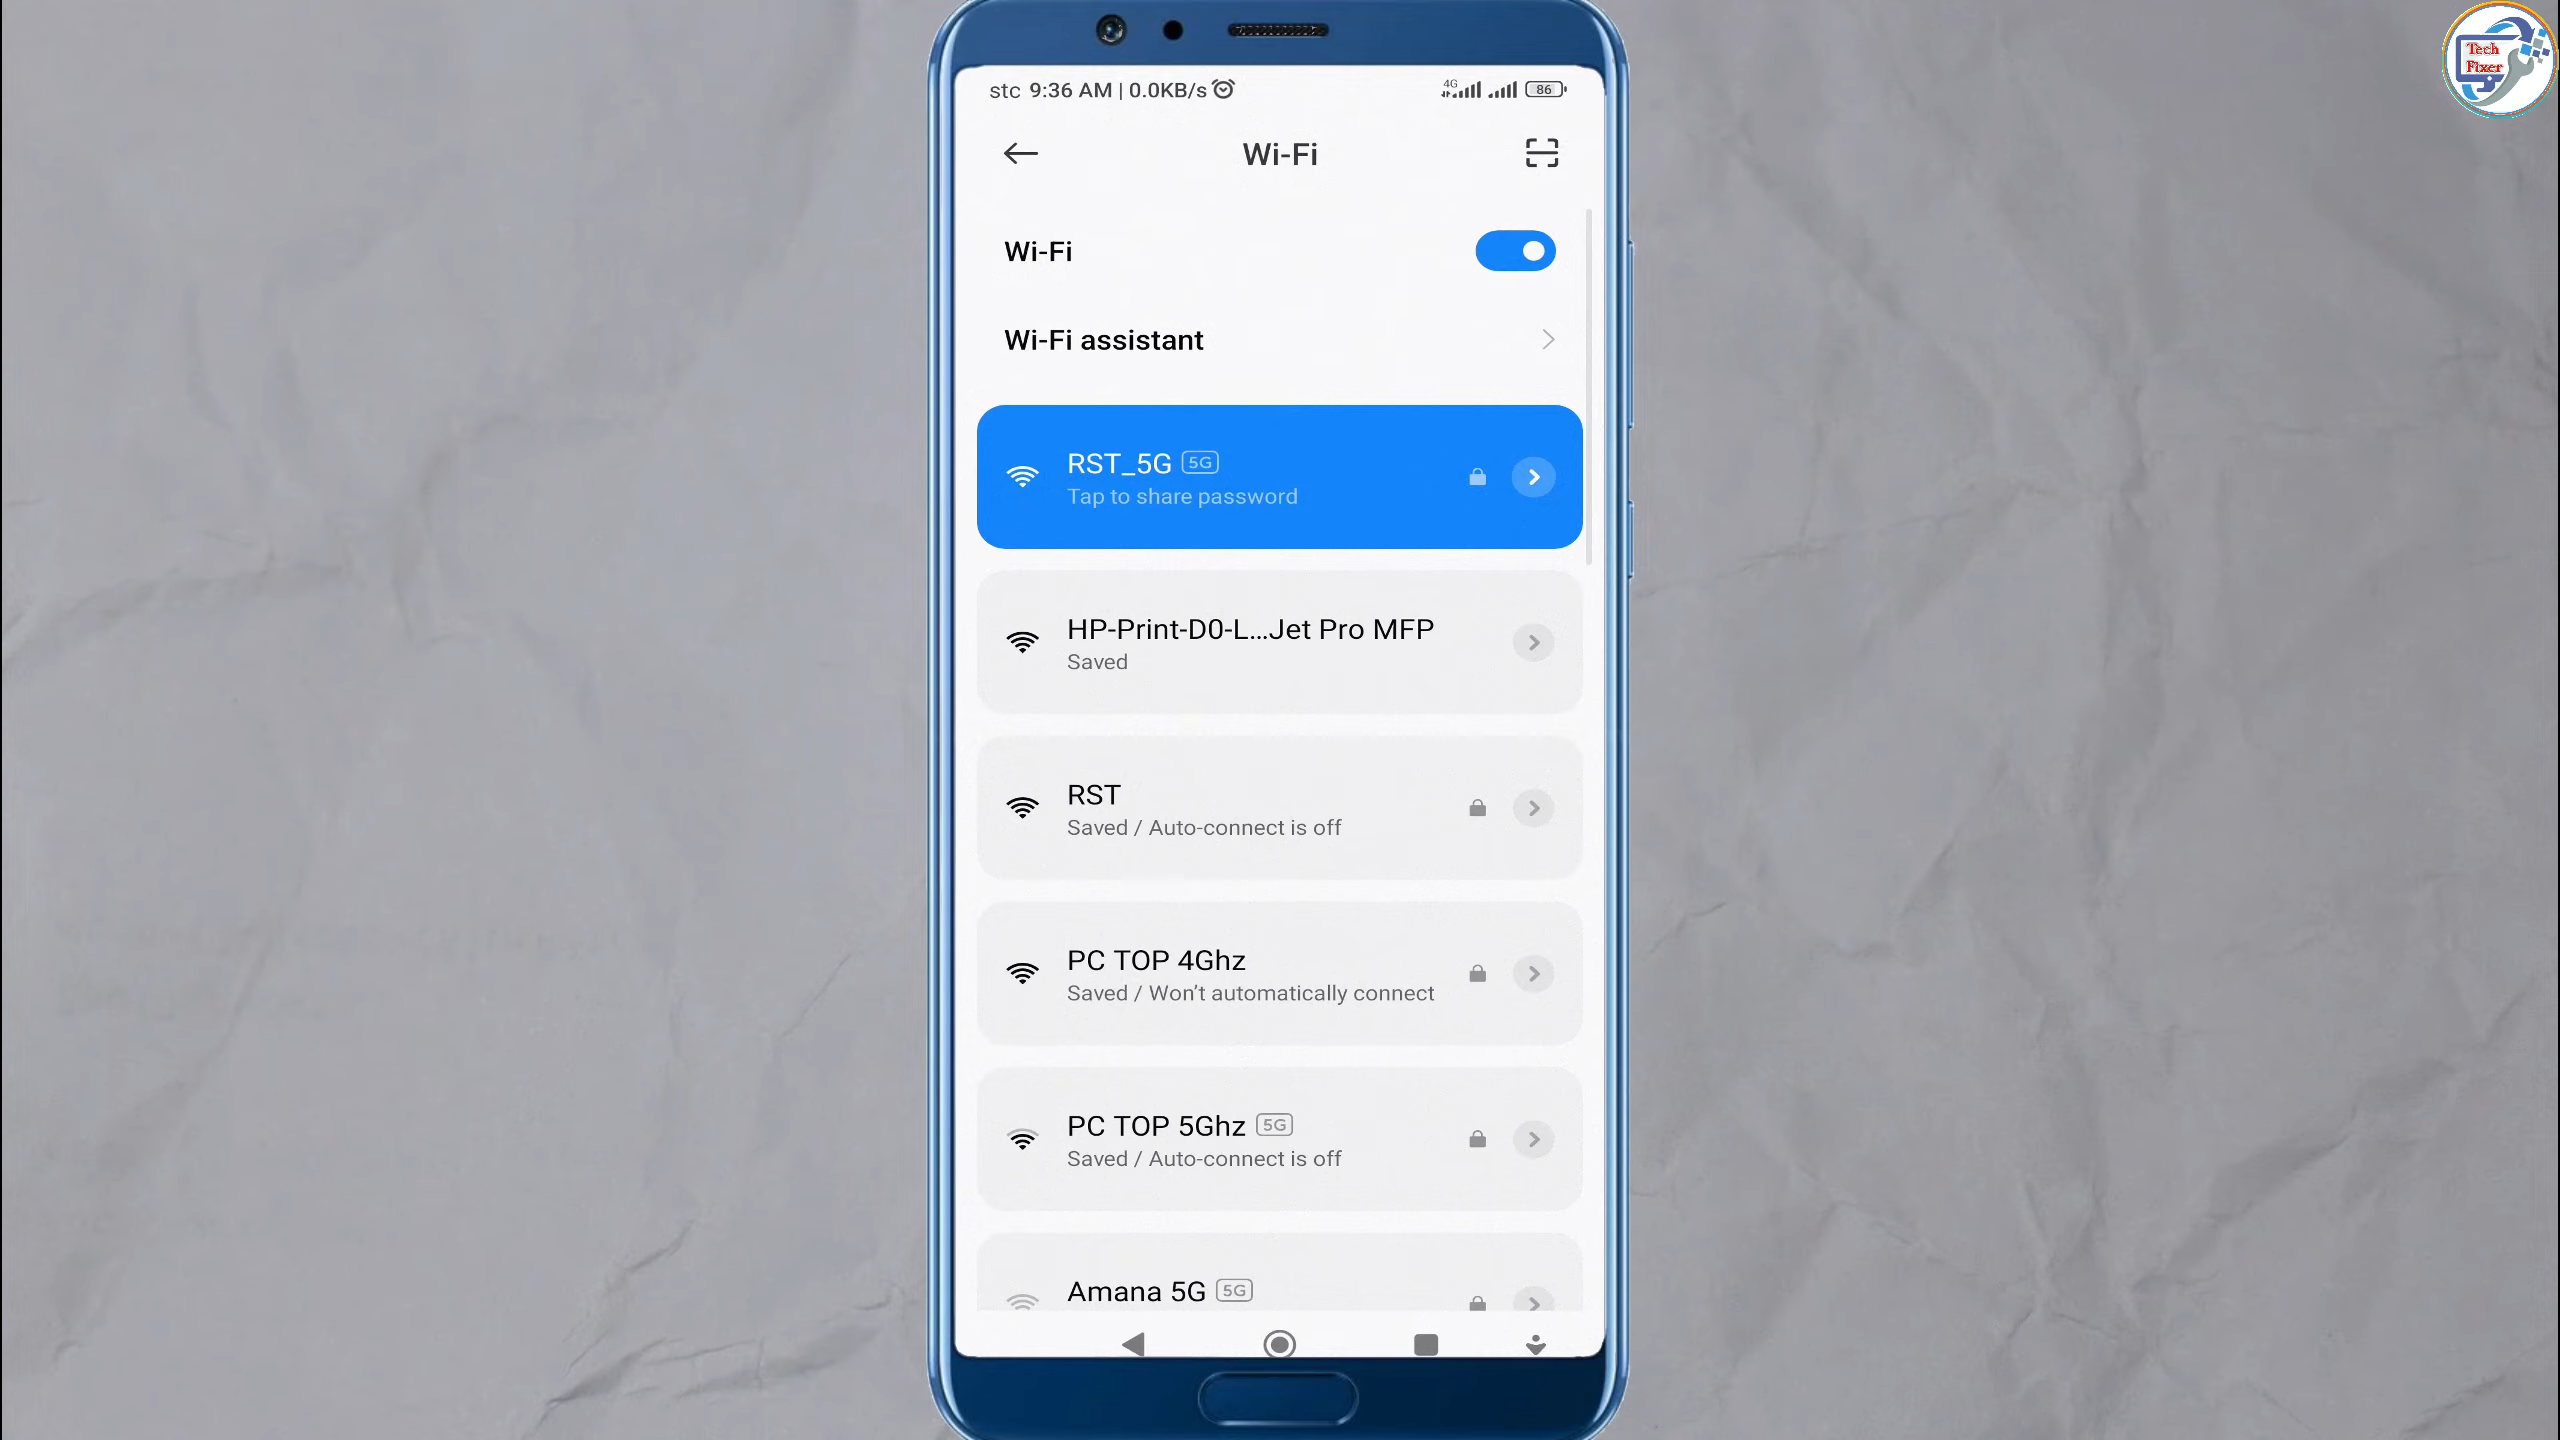 Tech
Fixer
stc 9:36 AM | 0.0KB/s
4G
86
Wi-Fi
Wi-Fi
Wi-Fi assistant
RST_5G 5G
Tap to share password
HP-Print-D0-L...Jet Pro MFP
Saved
RST
Saved / Auto-connect is off
PC TOP 4Ghz
Saved / Won't automatically connect
PC TOP 5Ghz 5G
Saved / Auto-connect is off
Amana 5G 5G